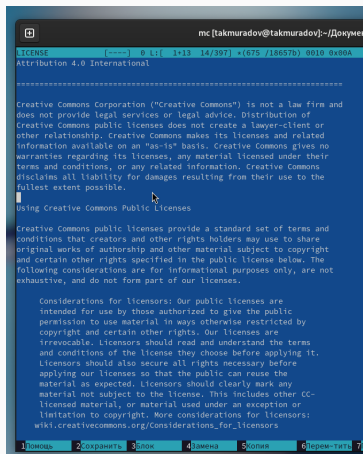 mc [takmuradov@takmuradov]:~/Докумен
LICENSE [----] 0 L:[ 1+13 14/397] *(675 /18657b) 0010 0x00A
Attribution 4.0 International
=======================================================================
Creative Commons Corporation ("Creative Commons") is not a law firm and
does not provide legal services or legal advice. Distribution of
Creative Commons public licenses does not create a lawyer-client or
other relationship. Creative Commons makes its licenses and related
information available on an "as-is" basis. Creative Commons gives no
warranties regarding its licenses, any material licensed under their
terms and conditions, or any related information. Creative Commons
disclaims all liability for damages resulting from their use to the
fullest extent possible.
Using Creative Commons Public Licenses
Creative Commons public licenses provide a standard set of terms and
conditions that creators and other rights holders may use to share
original works of authorship and other material subject to copyright
and certain other rights specified in the public license below. The
following considerations are for informational purposes only, are not
exhaustive, and do not form part of our licenses.
Considerations for licensors: Our public licenses are
intended for use by those authorized to give the public
permission to use material in ways otherwise restricted by
copyright and certain other rights. Our licenses are
irrevocable. Licensors should read and understand the terms
and conditions of the license they choose before applying it.
Licensors should also secure all rights necessary before
applying our licenses so that the public can reuse the
material as expected. Licensors should clearly mark any
material not subject to the license. This includes other CC-
licensed material, or material used under an exception or
limitation to copyright. More considerations for licensors:
wiki.creativecommons.org/Considerations_for_licensors
1Помощь 2Сохранить 3Блок 4Замена 5Копия 6Перем~тить 7